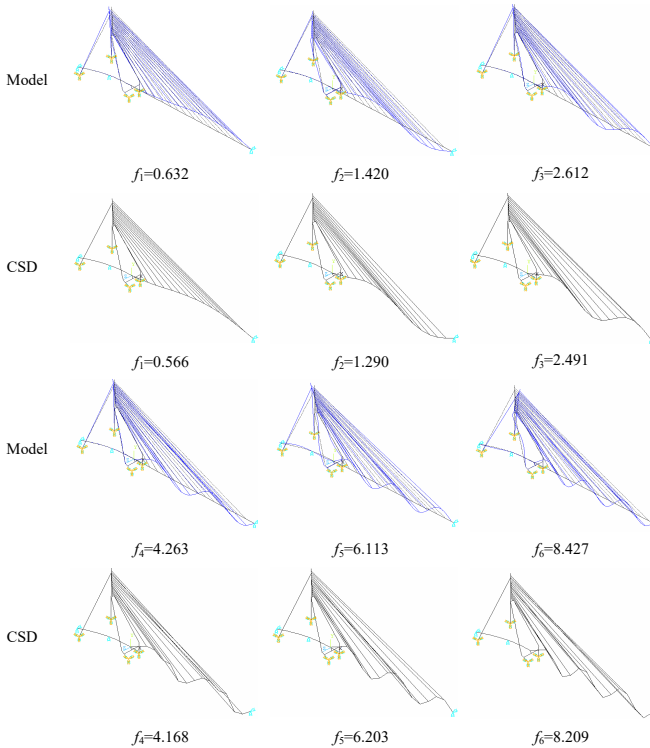 Model
f1=0.632 f2=1.420 f3=2.612
CSD
f1=0.566 f2=1.290 f3=2.491
Model
f4=4.263 f5=6.113 f6=8.427
CSD
f4=4.168 f5=6.203 f6=8.209